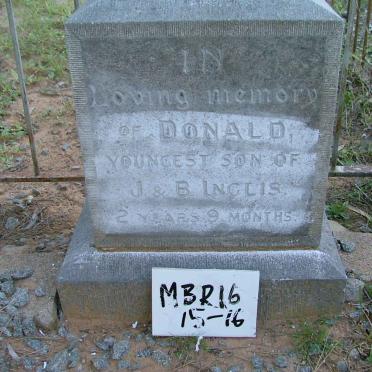 IN
Loving memory
OF DONALD,
YOUNGEST SON OF
J & B INGLIS
2 YEARS 9 MONTHS.
MBR16
15-16